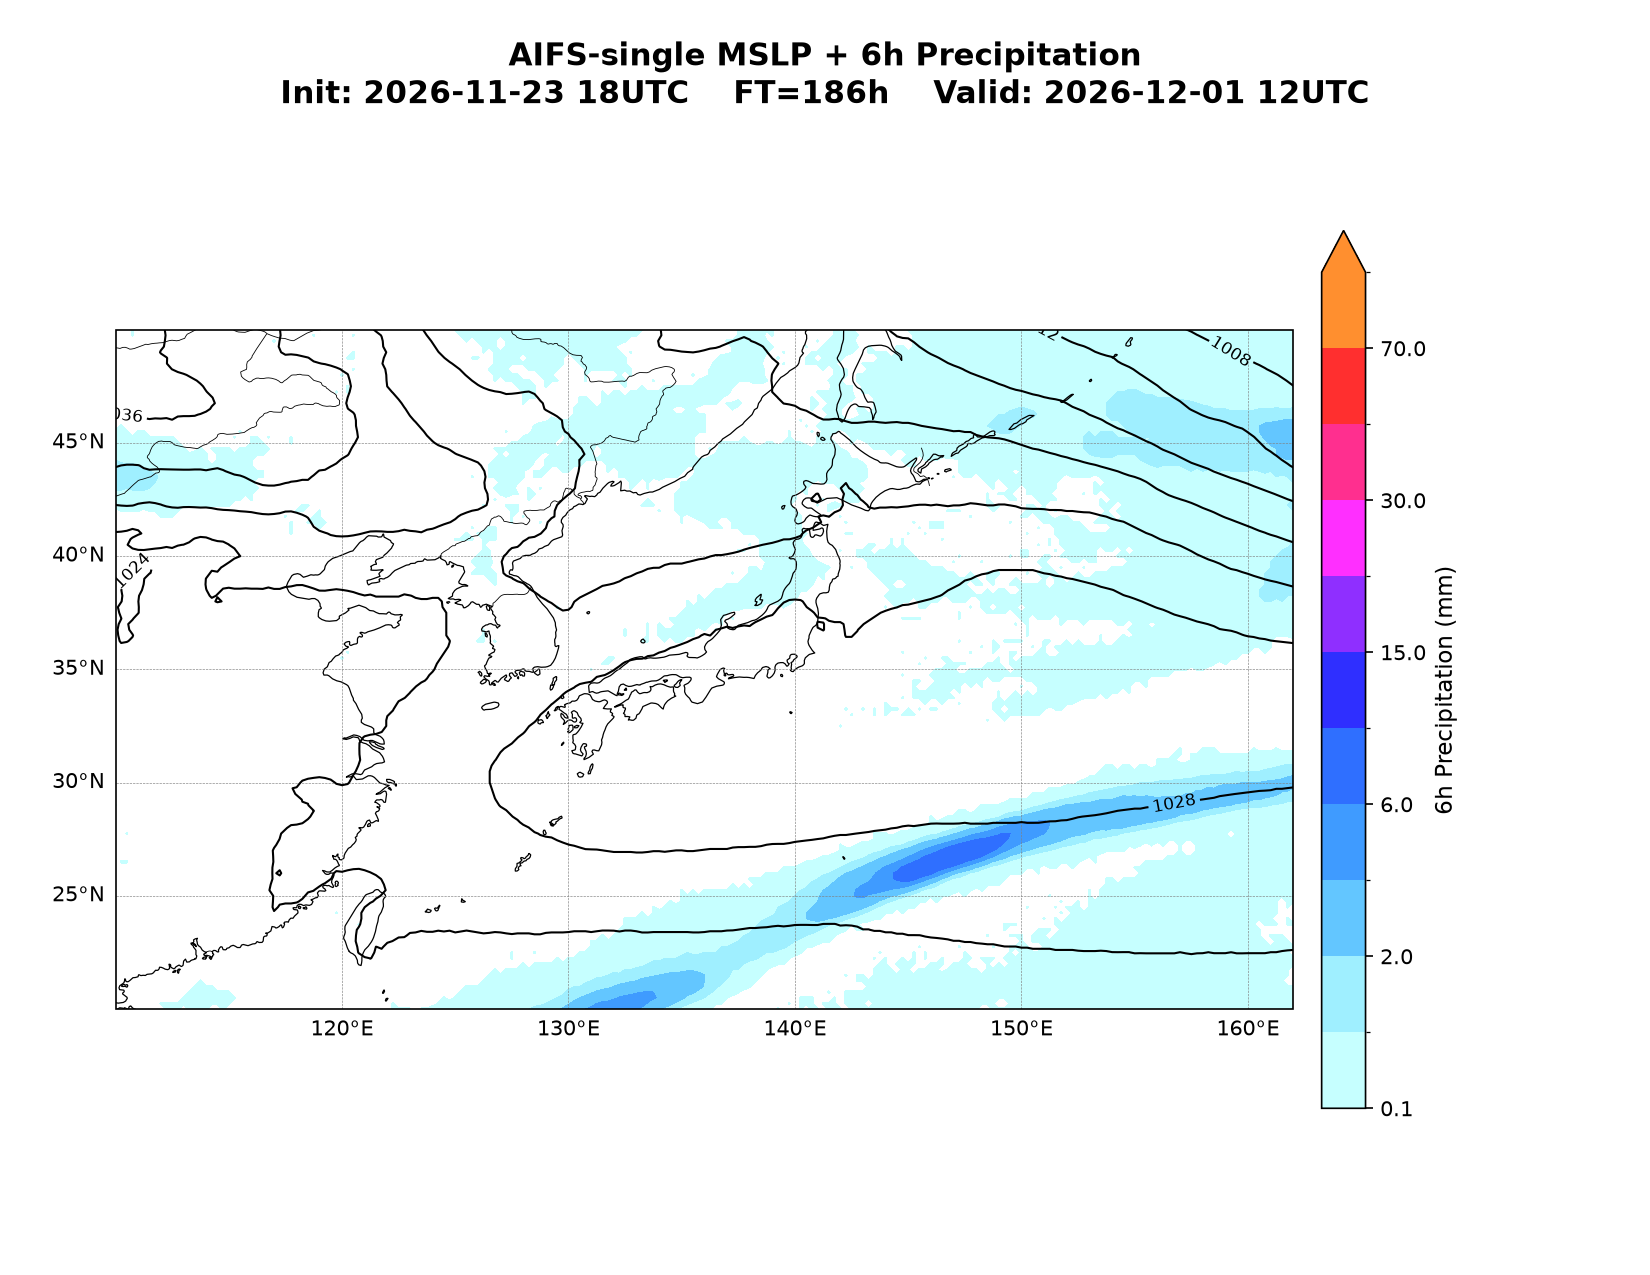 AIFS-single MSLP + 6h Precipitation
Init: 2026-11-23 18UTC    FT=186h    Valid: 2026-12-01 12UTC
1008
1024
1028
45°N
40°N
35°N
30°N
25°N
120°E
130°E
140°E
150°E
160°E
70.0
30.0
15.0
6.0
2.0
0.1
6h Precipitation (mm)